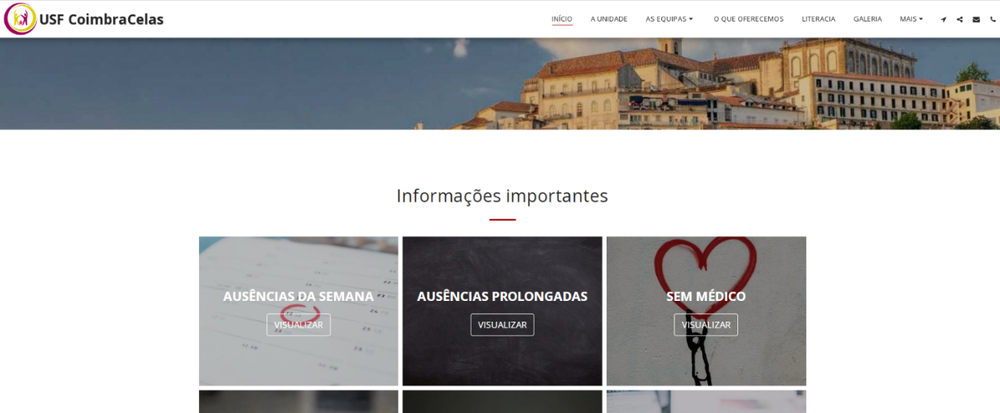 USF CoimbraCelas
INÍCIO A UNIDADE AS EQUIPAS O QUE OFERECEMOS LITERACIA GALERIA MAIS
Informações importantes
AUSÊNCIAS DA SEMANA
VISUALIZAR
AUSÊNCIAS PROLONGADAS
VISUALIZAR
SEM MÉDICO
VISUALIZAR